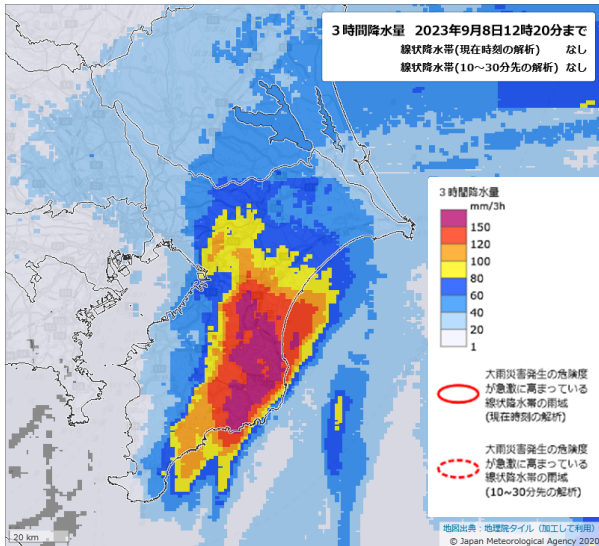 ３時間降水量 2023年9月8日12時20分まで
線状降水帯(現在時刻の解析) なし
線状降水帯(10～30分先の解析) なし
３時間降水量
mm/3h
150
120
100
80
60
40
20
1
大雨災害発生の危険度
が急激に高まっている
線状降水帯の雨域
(現在時刻の解析)
大雨災害発生の危険度
が急激に高まっている
線状降水帯の雨域
(10~30分先の解析)
地図出典：地理院タイル（加工して利用）
20 km
© Japan Meteorological Agency 2020